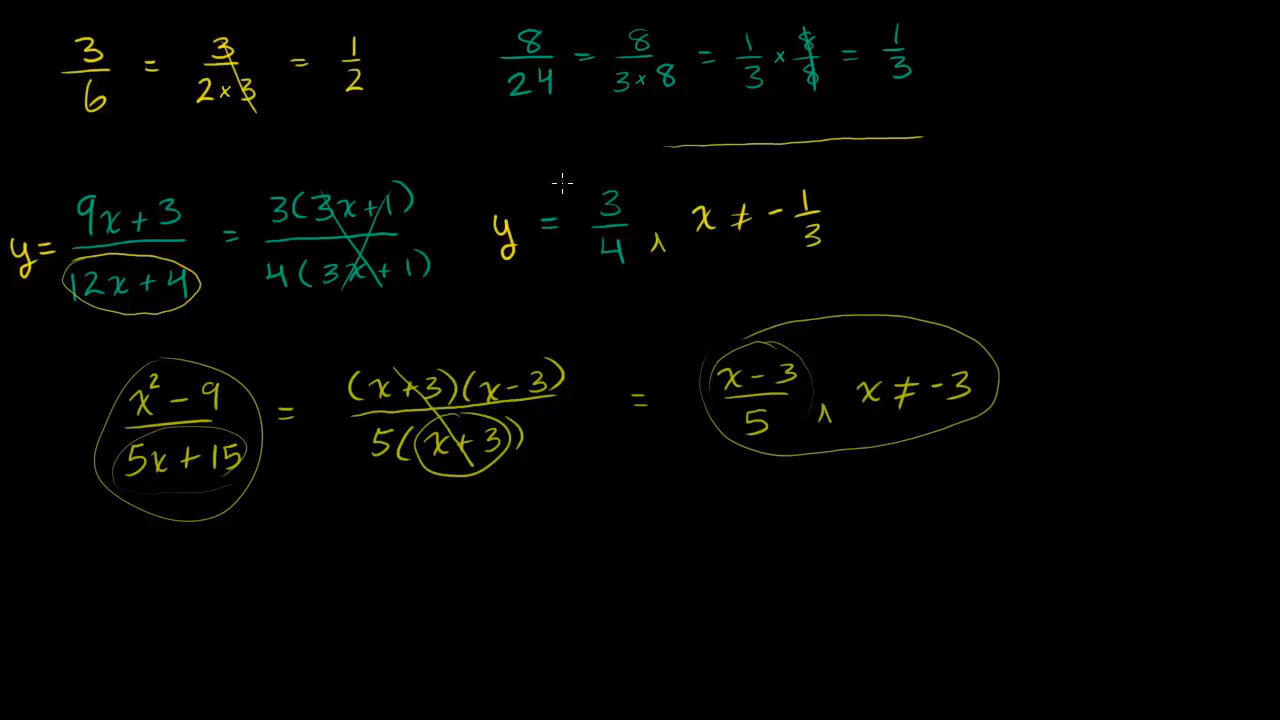 3/6 = 3/(2 × 3) = 1/2
8/24 = 8/(3 × 8) = 1/3 × 8/8 = 1/3
y = (9x + 3)/(12x + 4) = 3(3x + 1)/4(3x + 1)
y = 3/4, x ≠ -1/3
(x² - 9)/(5x + 15) = (x + 3)(x - 3)/5(x + 3) = (x - 3)/5, x ≠ -3